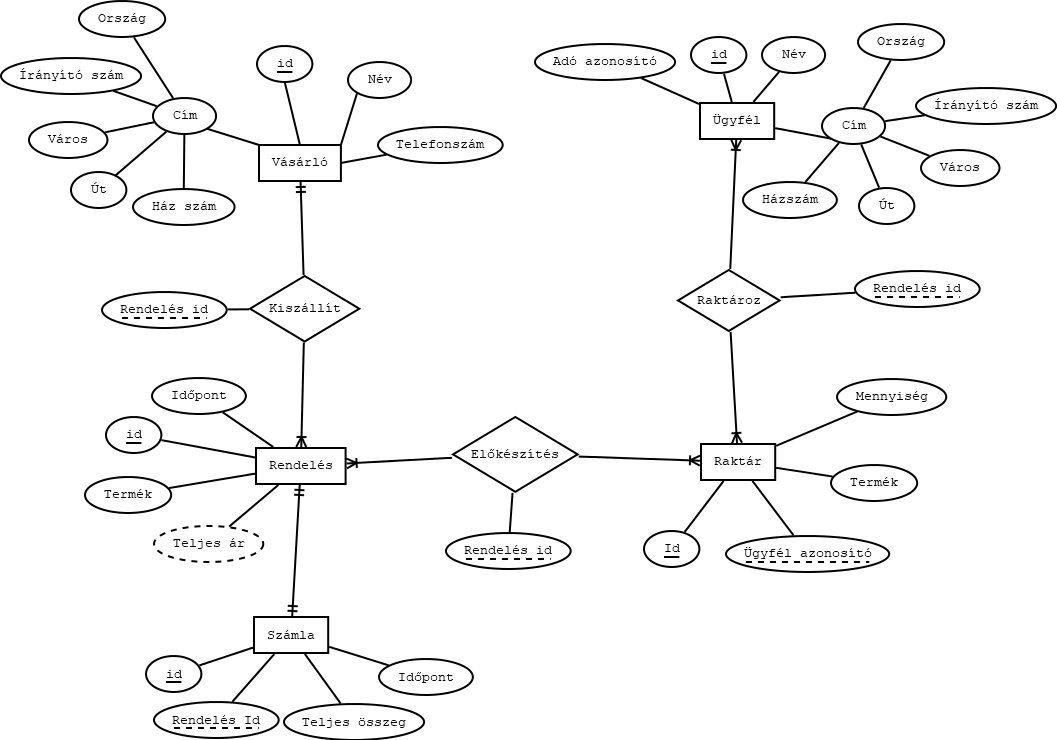 Ország
Írányító szám
id
Név
Cím
Város
Telefonszám
Vásárló
Út
Ház szám
Adó azonosító
id
Név
Ország
Írányító szám
Ügyfél
Cím
Város
Házszám
Út
Rendelés id
Kiszállít
Raktároz
Rendelés id
Időpont
id
Rendelés
Termék
Teljes ár
Előkészítés
Rendelés id
Mennyiség
Raktár
Termék
Id
Ügyfél azonosító
Számla
id
Időpont
Rendelés Id
Teljes összeg